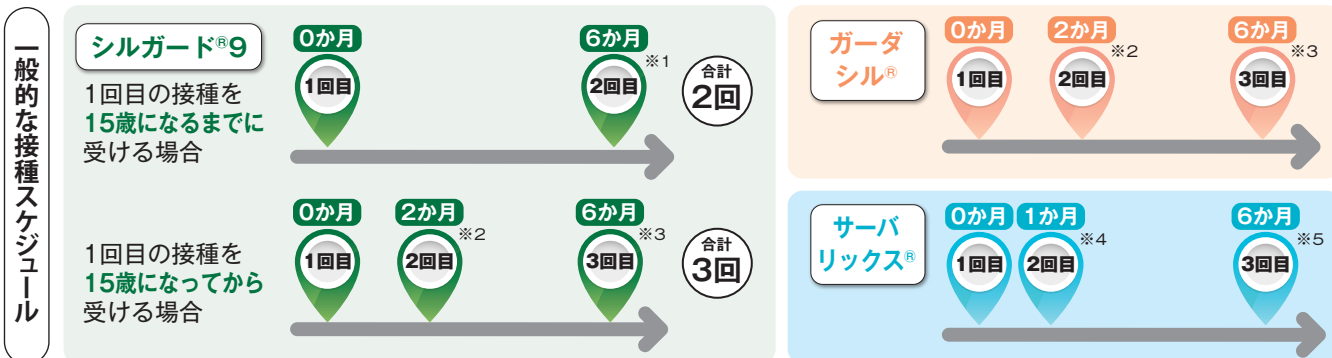 一般的な接種スケジュール
シルガード®9
1回目の接種を
15歳になるまでに
受ける場合
0か月
1回目
6か月
※1
2回目
合計
2回
1回目の接種を
15歳になってから
受ける場合
0か月
1回目
2か月
※2
2回目
6か月
※3
3回目
合計
3回
ガーダ
シル®
0か月
1回目
2か月
※2
2回目
6か月
※3
3回目
サーバ
リックス®
0か月
1回目
1か月
※4
2回目
6か月
※5
3回目